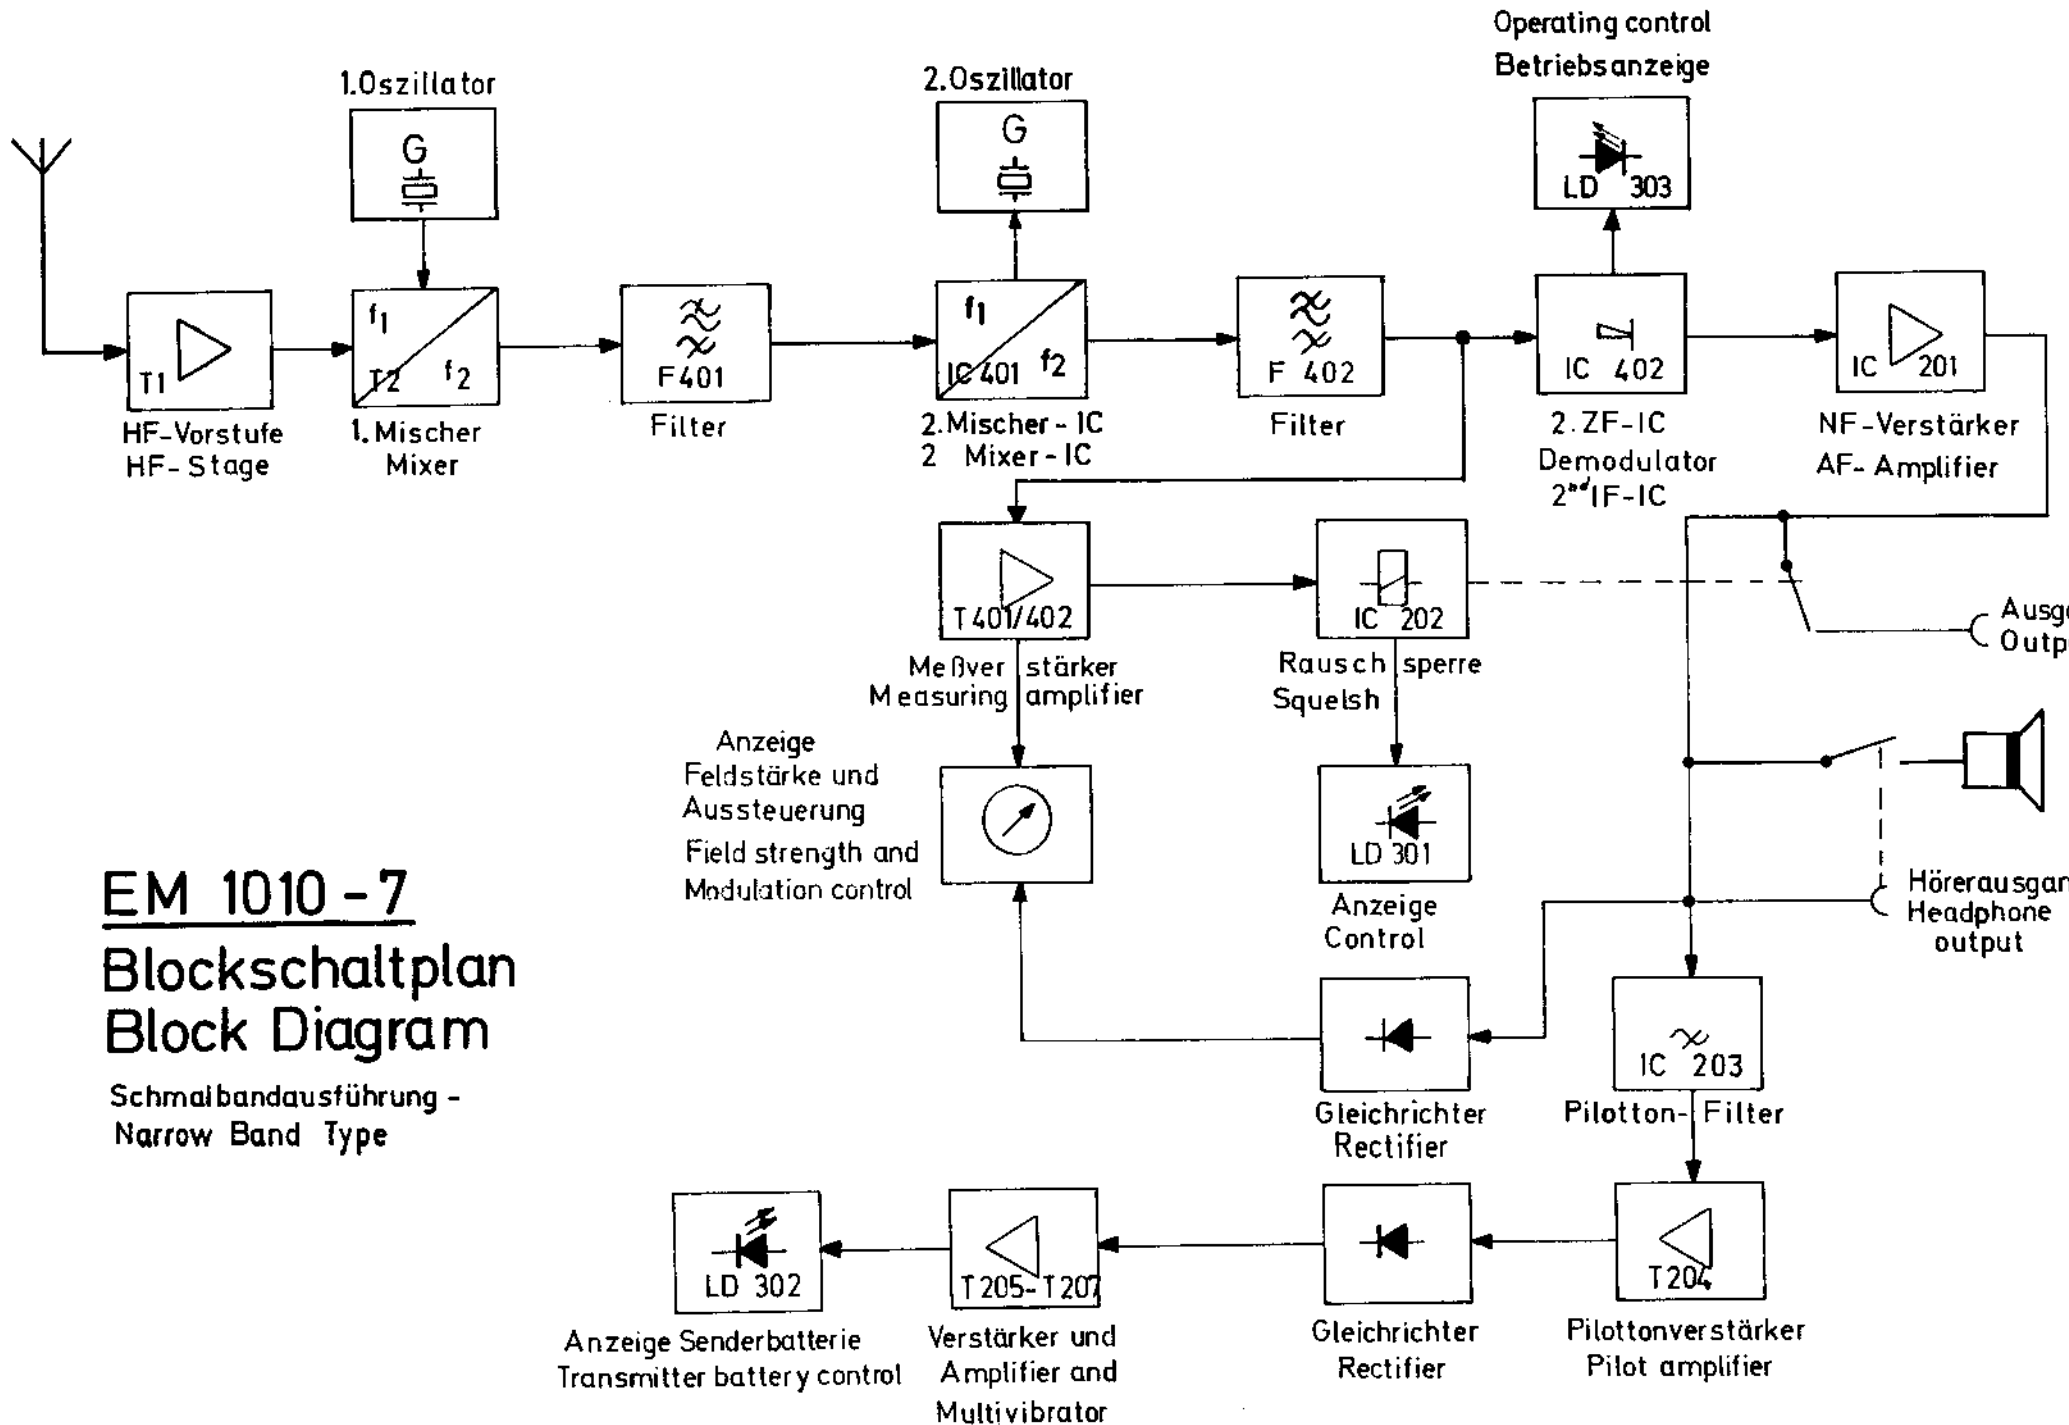 Operating control
Betriebsanzeige
1.Oszillator
2.Oszillator
G
G
LD 303
f1
T2 f2
T1
F401
f1
IC 401 f2
F 402
IC 402
IC 201
HF-Vorstufe
HF-Stage
1. Mischer
Mixer
Filter
2.Mischer-IC
2 Mixer-IC
Filter
2.ZF-IC
Demodulator
2nd IF-IC
NF-Verstärker
AF-Amplifier
T401/402
IC 202
Meßverstärker
Measuring amplifier
Rauschsperre
Squelsh
Ausga
Outp
Anzeige
Feldstärke und
Aussteuerung
Field strength and
Modulation control
LD 301
Anzeige
Control
Hörerausgan
Headphone
output
EM 1010-7
Blockschaltplan
Block Diagram
Schmalbandausführung-
Narrow Band Type
IC 203
Gleichrichter
Rectifier
Pilotton-Filter
LD 302
T205-T207
T204
Anzeige Senderbatterie
Transmitter battery control
Verstärker und
Amplifier and
Multivibrator
Gleichrichter
Rectifier
Pilottonverstärker
Pilot amplifier